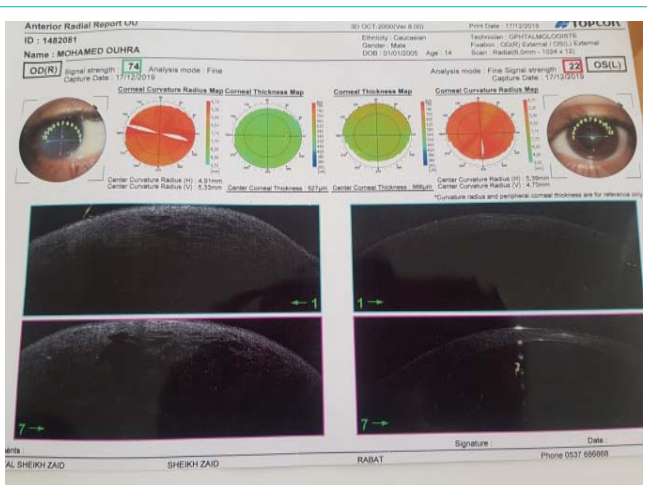 Anterior Radial Report OU
3D OCT-2000(Ver.8.00)
Print Date : 17/12/2019
TOPCON
ID : 1482081
Ethnicity : Caucasian
Technician : OPHTALMOLOGISTE
Gender : Male
Fixation : OD(R) External / OS(L) External
Name : MOHAMED OUHRA
DOB : 01/01/2005 Age : 14
Scan : Radial(6.0mm - 1024 x 12)
OD(R)
Signal strength : 74 Analysis mode : Fine
Capture Date : 17/12/2019
Analysis mode : Fine Signal strength : 22
Capture Date : 17/12/2019
OS(L)
Corneal Curvature Radius Map
Corneal Thickness Map
Corneal Thickness Map
Corneal Curvature Radius Map
Center Curvature Radius (H) : 4,91mm
Center Curvature Radius (V) : 5,33mm
Center Corneal Thickness : 527µm
Center Corneal Thickness :
Center Curvature Radius (H) : 5,39mm
Center Curvature Radius (V) : 4,79mm
*Curvature radius and peripheral corneal thickness are for reference only
← 1
1 →
7 →
7 →
Signature :
Date :
AL SHEIKH ZAID
SHEIKH ZAID
RABAT
Phone 0537 686868